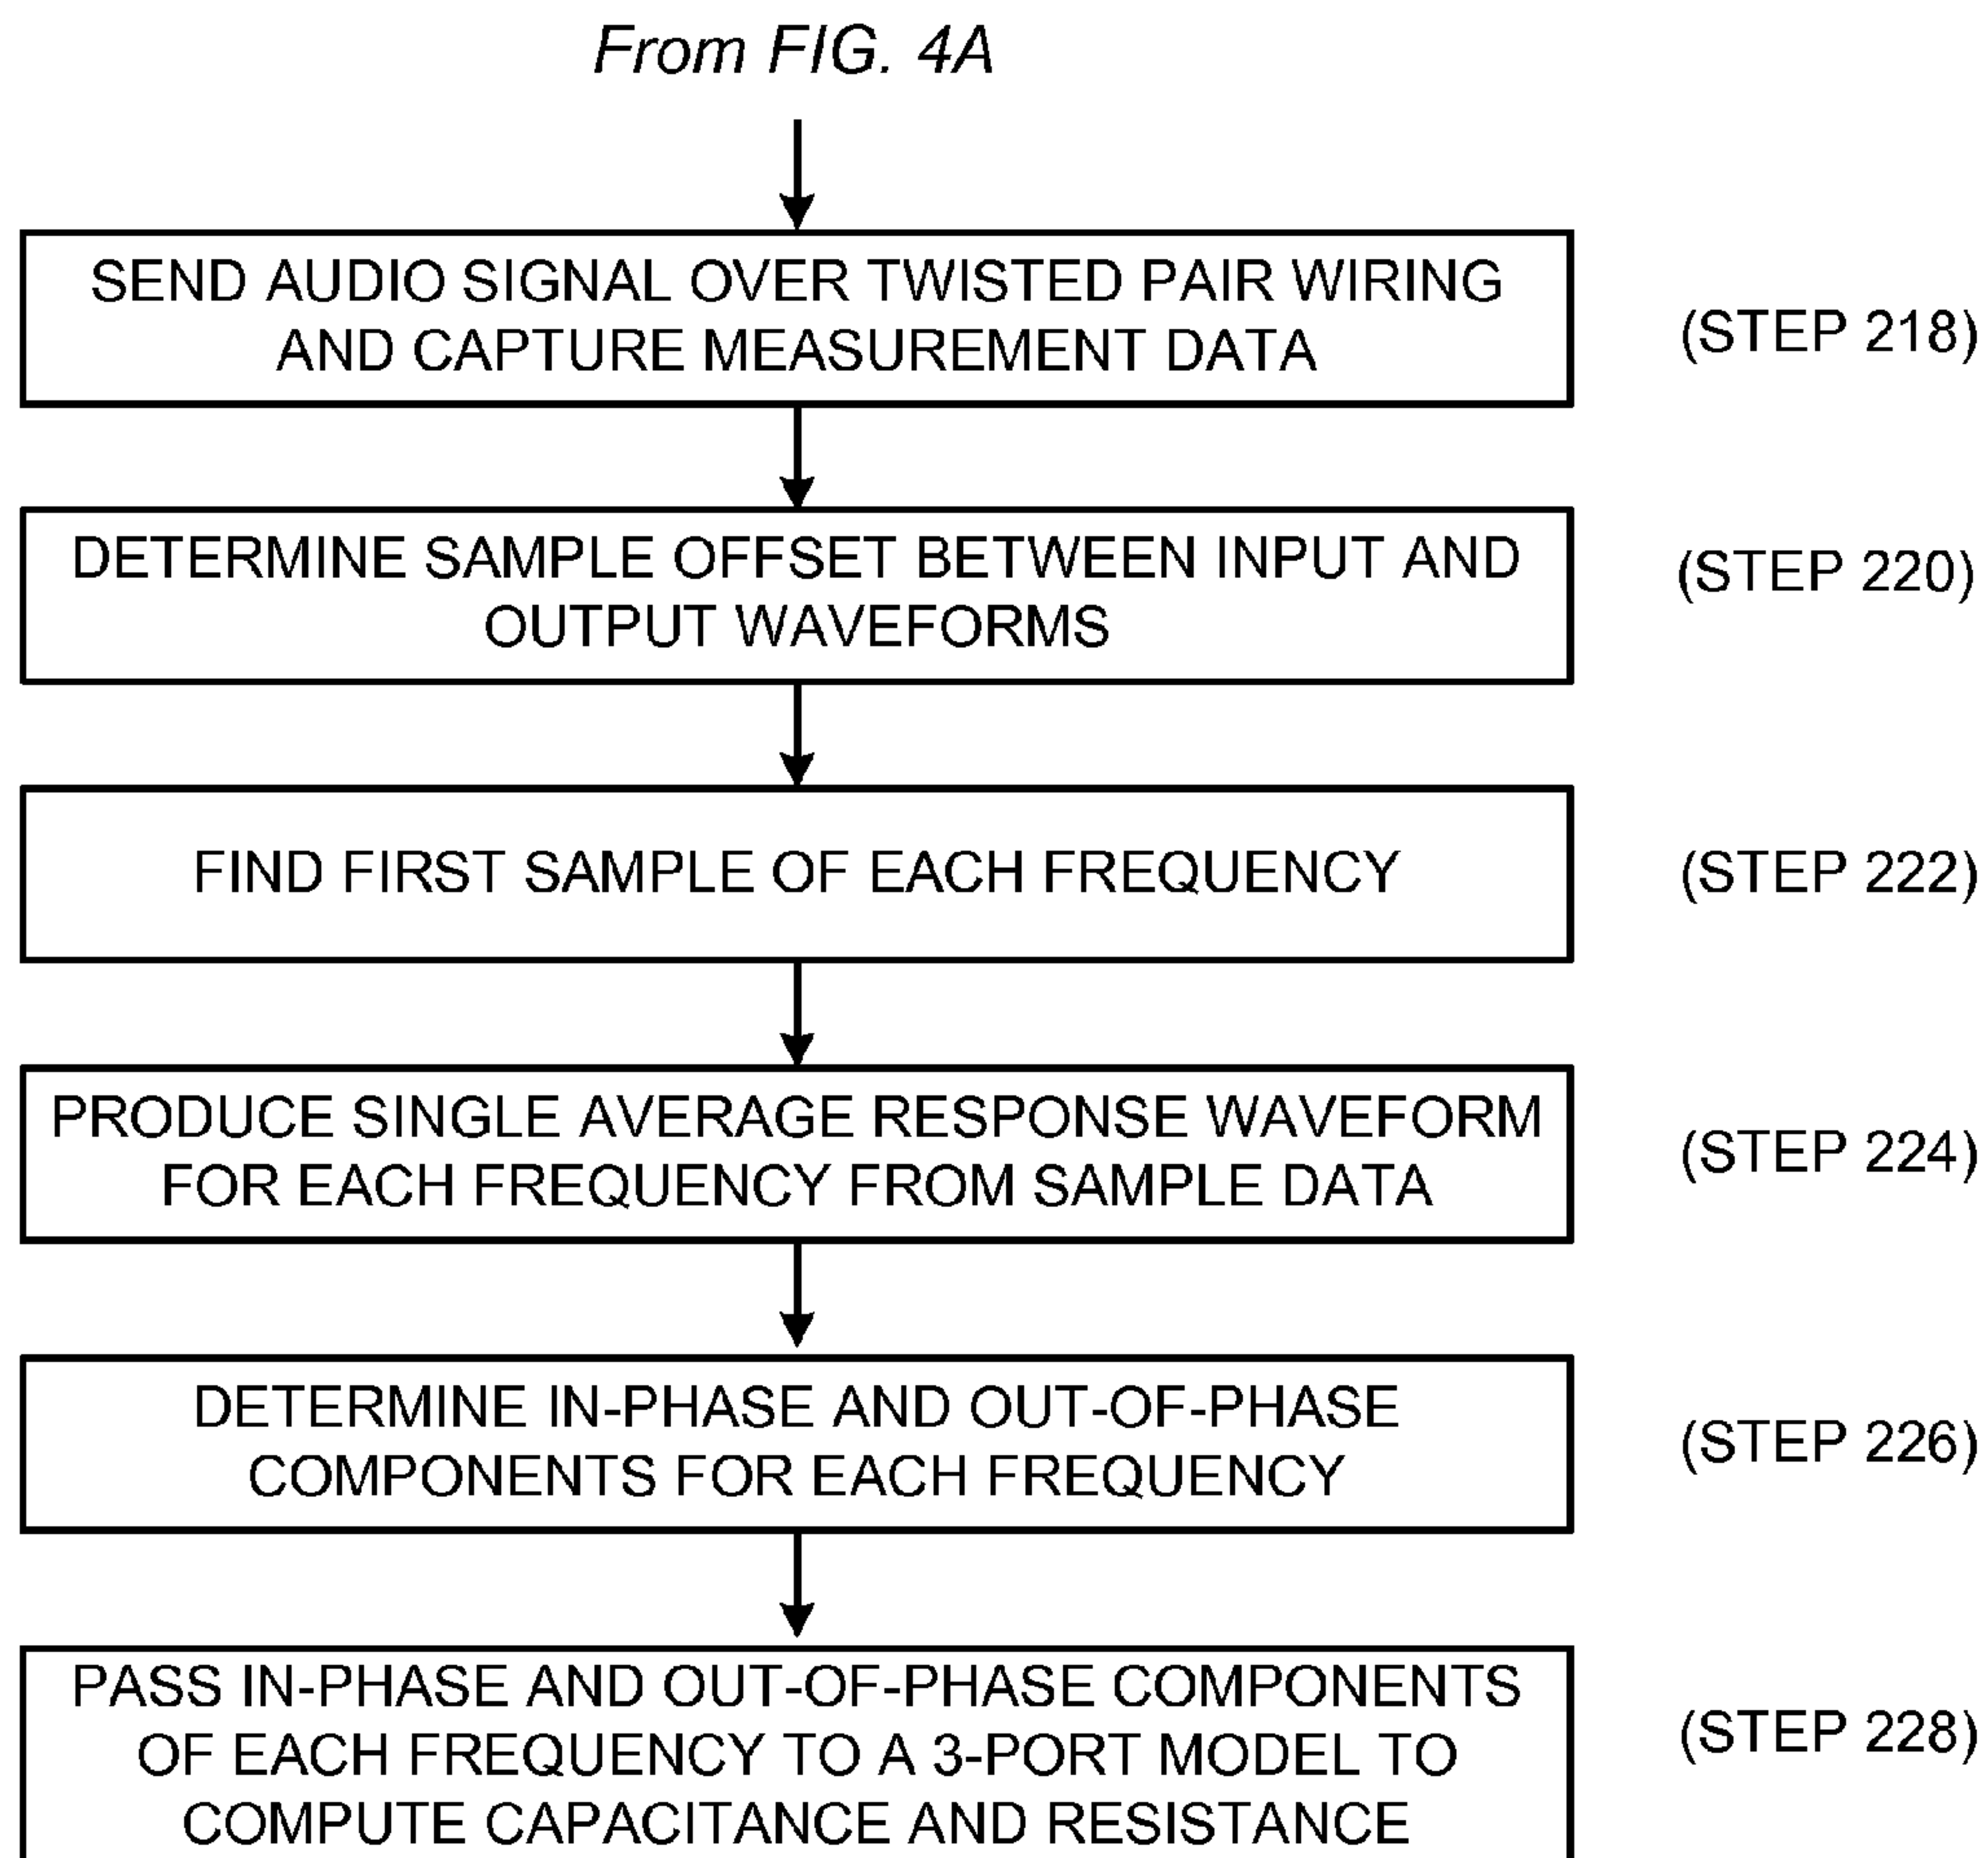 From FIG. 4A
SEND AUDIO SIGNAL OVER TWISTED PAIR WIRING
AND CAPTURE MEASUREMENT DATA
(STEP 218)
DETERMINE SAMPLE OFFSET BETWEEN INPUT AND
OUTPUT WAVEFORMS
(STEP 220)
FIND FIRST SAMPLE OF EACH FREQUENCY
(STEP 222)
PRODUCE SINGLE AVERAGE RESPONSE WAVEFORM
FOR EACH FREQUENCY FROM SAMPLE DATA
(STEP 224)
DETERMINE IN-PHASE AND OUT-OF-PHASE
COMPONENTS FOR EACH FREQUENCY
(STEP 226)
PASS IN-PHASE AND OUT-OF-PHASE COMPONENTS
OF EACH FREQUENCY TO A 3-PORT MODEL TO
COMPUTE CAPACITANCE AND RESISTANCE
(STEP 228)